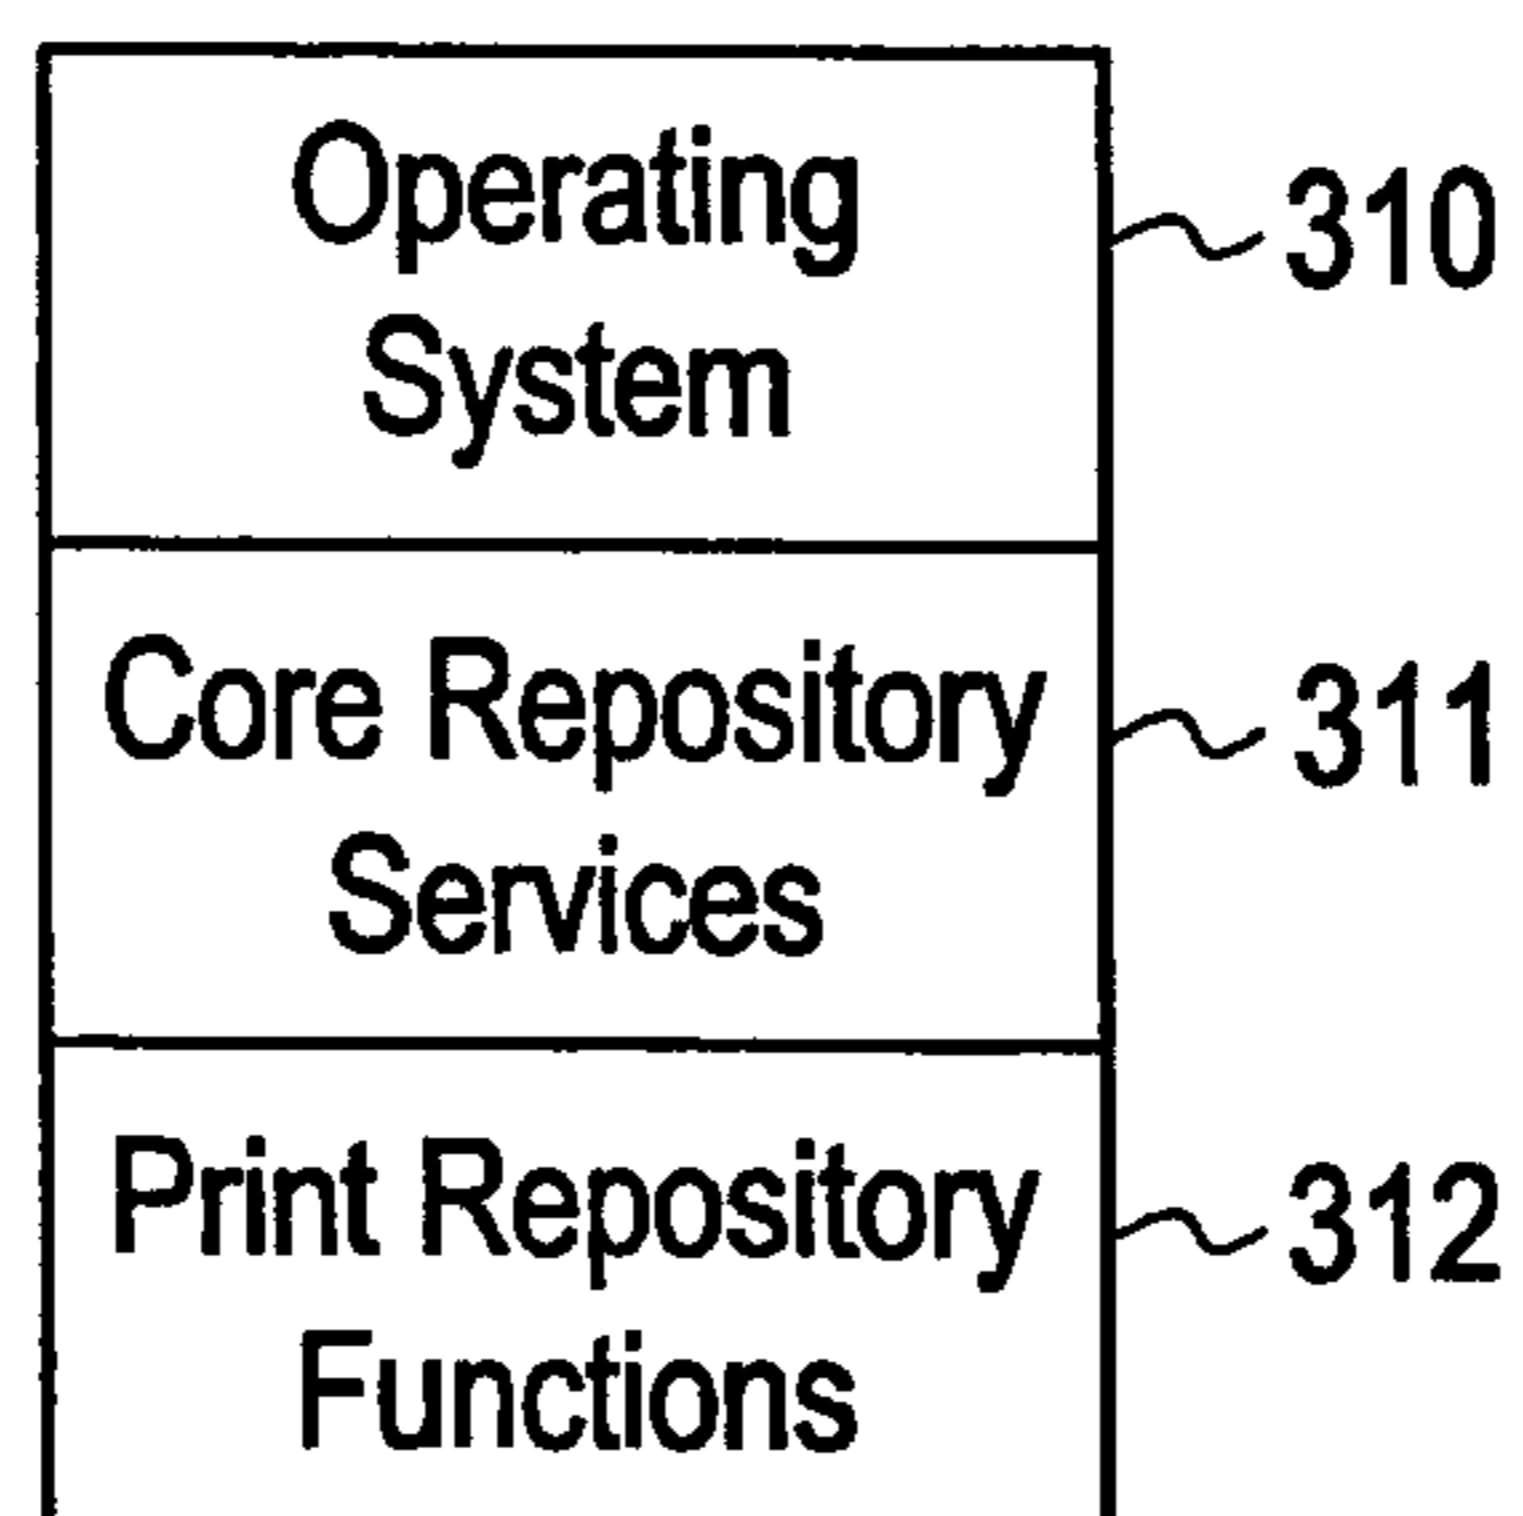 Operating
System
310
Core Repository
Services
311
Print Repository
Functions
312